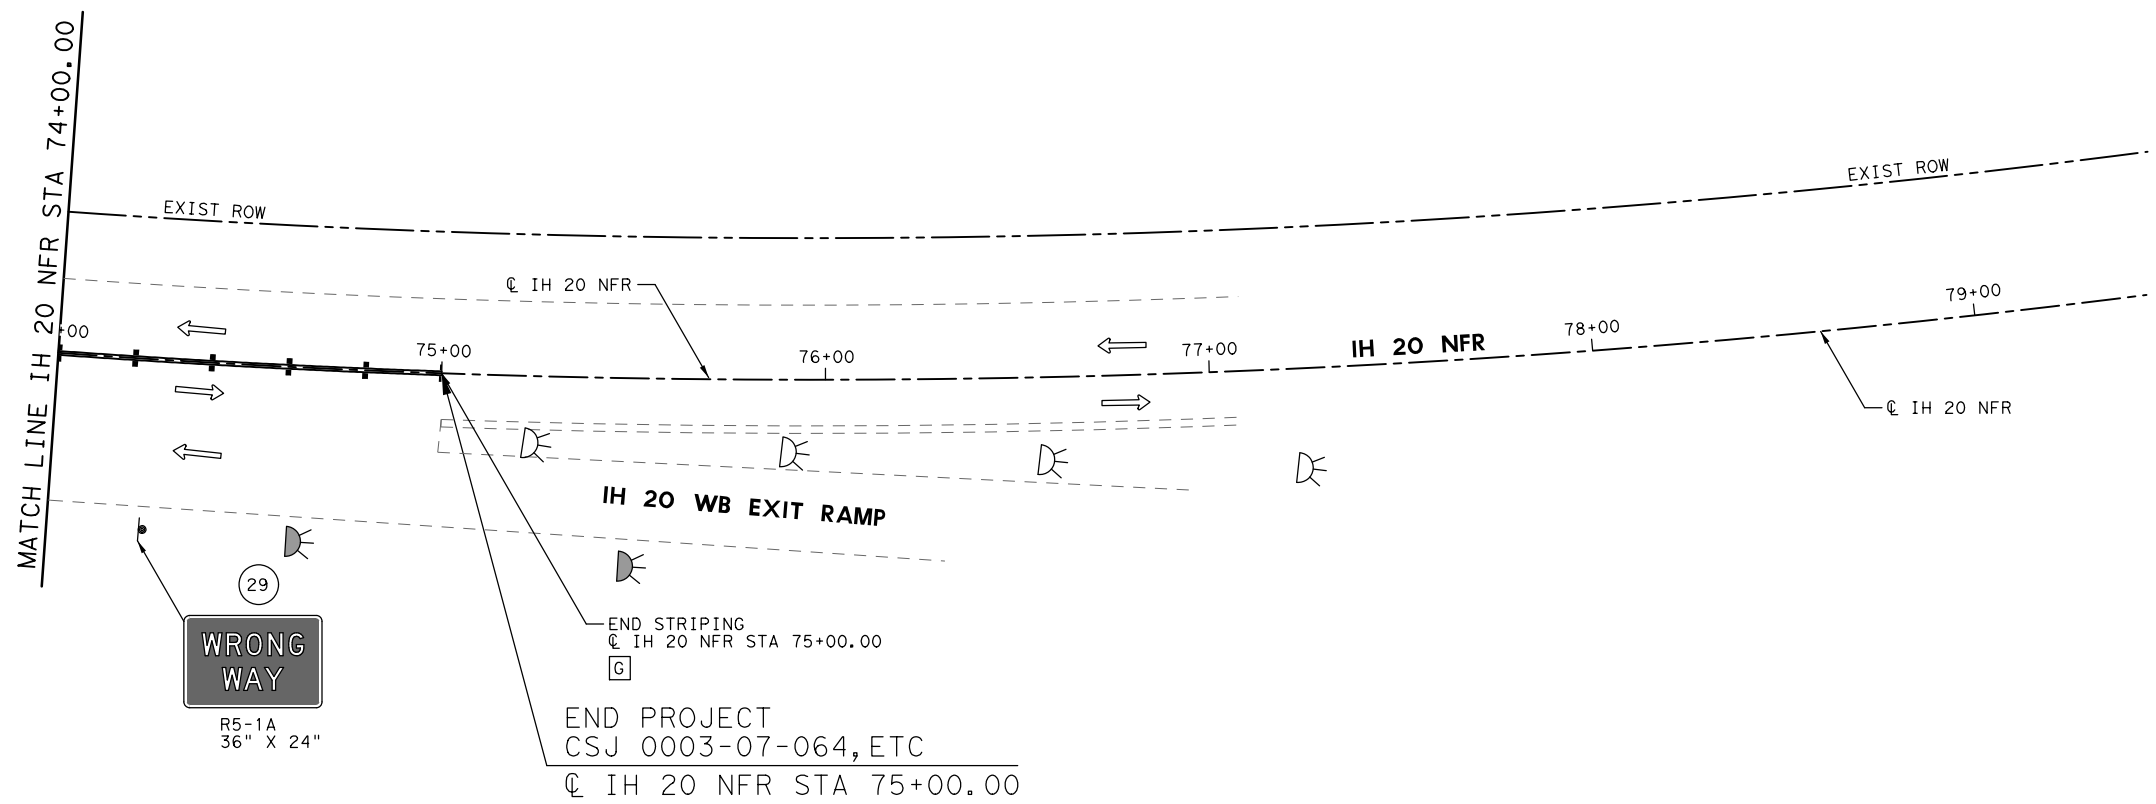 MATCH LINE IH 20 NFR STA 74+00.00
EXIST ROW
EXIST ROW
℄ IH 20 NFR
+00
75+00
76+00
77+00
78+00
79+00
IH 20 NFR
℄ IH 20 NFR
IH 20 WB EXIT RAMP
29
WRONG
WAY
R5-1A
36" X 24"
END STRIPING
℄ IH 20 NFR STA 75+00.00
G
END PROJECT
CSJ 0003-07-064,ETC
℄ IH 20 NFR STA 75+00.00